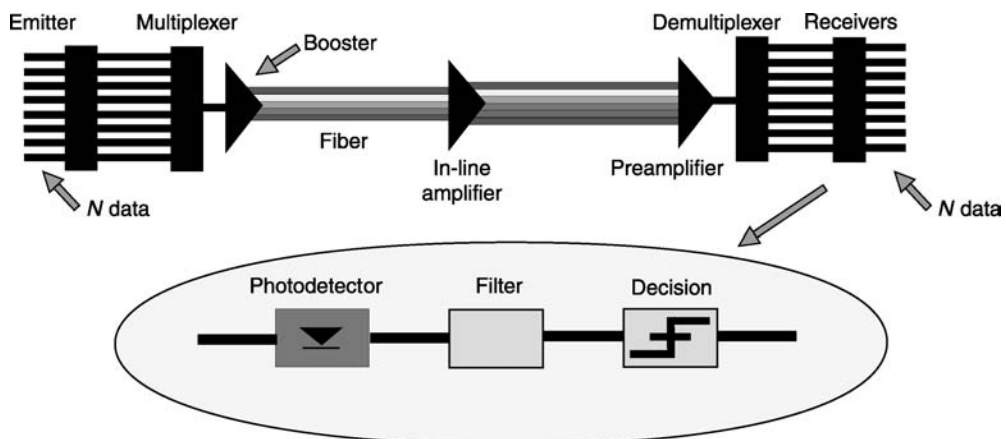 Emitter
Multiplexer
Booster
Demultiplexer
Receivers
Fiber
In-line
amplifier
Preamplifier
N data
N data
Photodetector
Filter
Decision